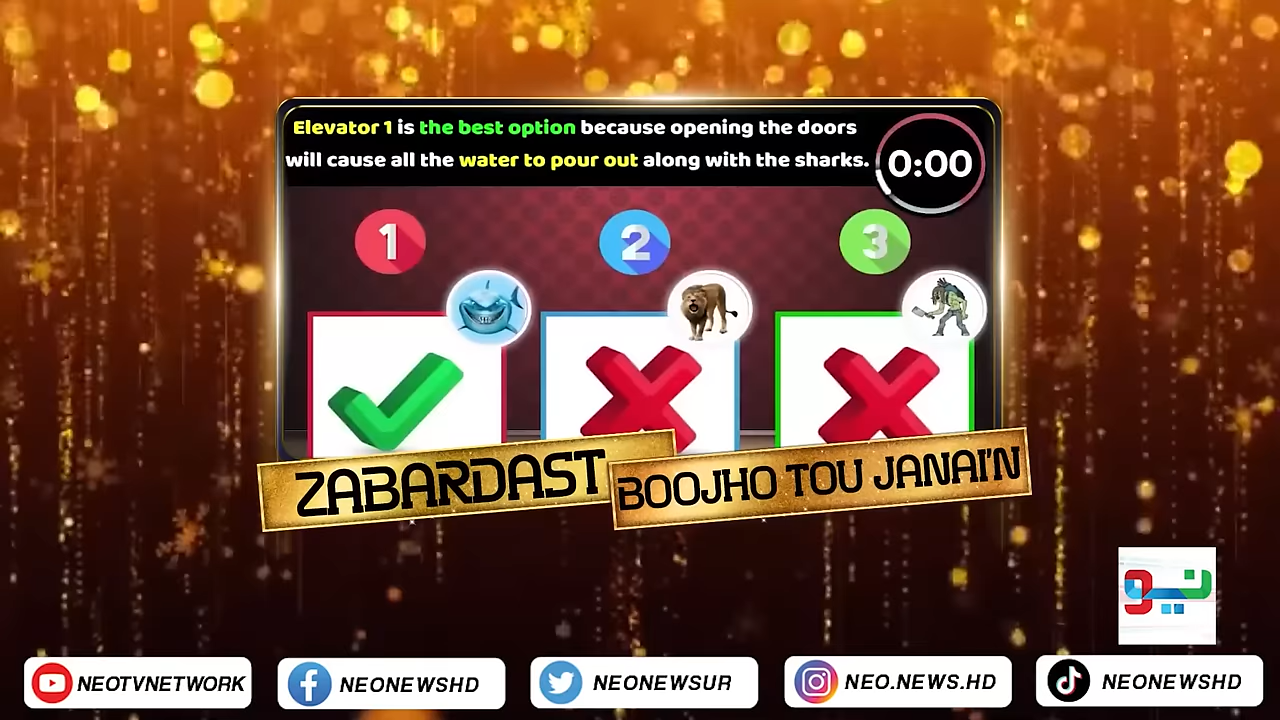 Elevator 1 is the best option because opening the doors
will cause all the water to pour out along with the sharks.
0:00
1
2
3
ZABARDAST
BOOJHO TOU JANAI'N
نیو
NEOTVNETWORK
NEONEWSHD
NEONEWSUR
NEO.NEWS.HD
NEONEWSHD